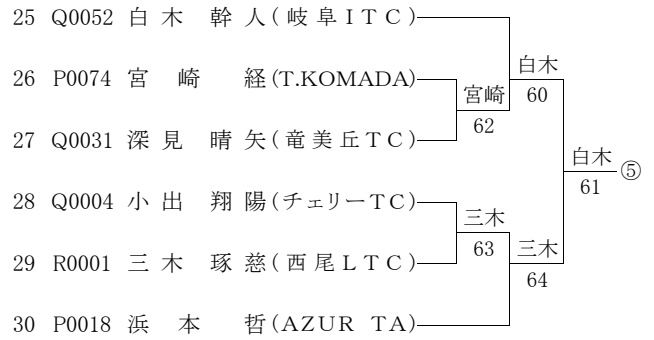 25 Q0052 白木 幹人(岐阜ITC)
白木
26 P0074 宮崎 経(T.KOMADA)
宮崎 60
62
27 Q0031 深見 晴矢(竜美丘TC)
白木 ⑤
61
28 Q0004 小出 翔陽(チェリーTC)
三木
63 三木
29 R0001 三木 琢慈(西尾LTC)
64
30 P0018 浜本 哲(AZUR TA)